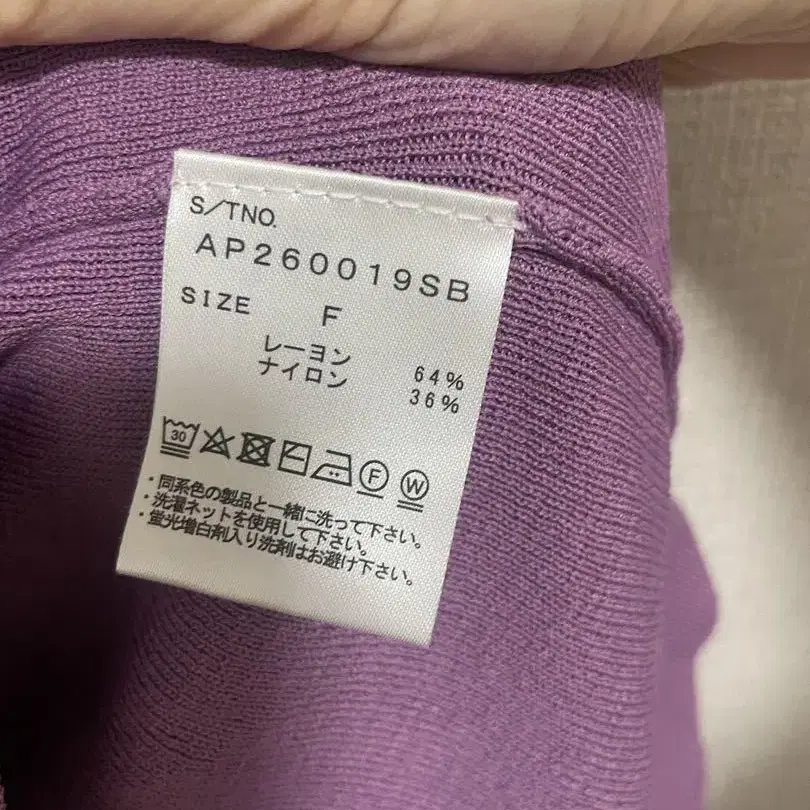 S/TNO.
AP260019SB
SIZE F
レーヨン 64%
ナイロン 36%
30 F W
・同系色の製品と一緒に洗って下さい。
・洗濯ネットを使用して下さい。
・蛍光増白剤入り洗剤はお避け下さい。